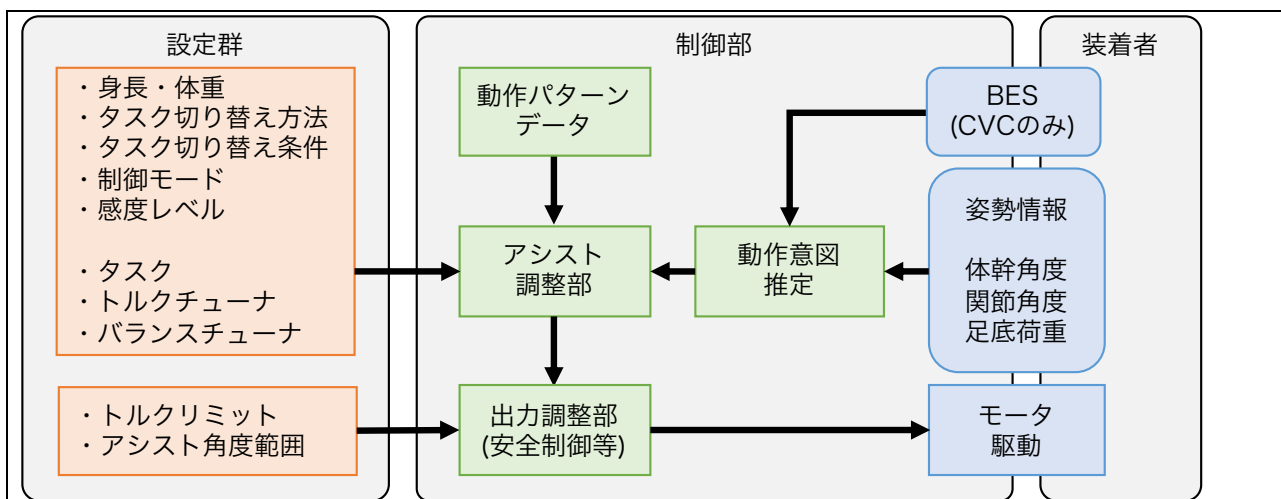 設定群
・身長・体重
・タスク切り替え方法
・タスク切り替え条件
・制御モード
・感度レベル
・タスク
・トルクチューナ
・バランスチューナ
・トルクリミット
・アシスト角度範囲
制御部
動作パターン
データ
アシスト
調整部
動作意図
推定
出力調整部
(安全制御等)
装着者
BES
(CVCのみ)
姿勢情報
体幹角度
関節角度
足底荷重
モータ
駆動